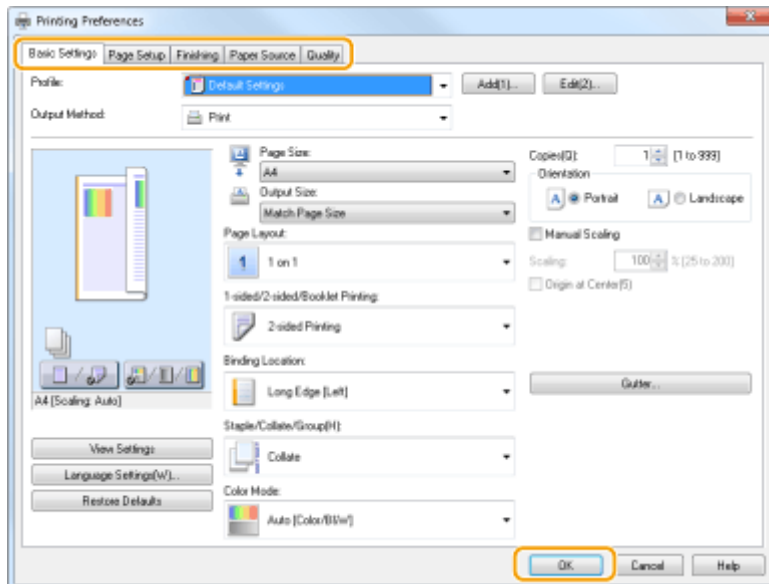 Printing Preferences
Basic Settings Page Setup Finishing Paper Source Quality
Profile: Default Settings Add(1)... Edit(2)...
Output Method: Print
Page Size:
A4
Output Size:
Match Page Size
Copies(Q): 1 [1 to 999]
Orientation
A Portrait A Landscape
Page Layout:
1 1 on 1
Manual Scaling
Scaling: 100 % [25 to 200]
Origin at Center(5)
1-sided/2-sided/Booklet Printing:
2-sided Printing
Binding Location:
Long Edge [Left]
Gutter...
A4 [Scaling: Auto]
Staple/Collate/Group(H):
Collate
View Settings
Language Settings(W)...
Restore Defaults
Color Mode:
Auto [Color/B/W]
OK Cancel Help